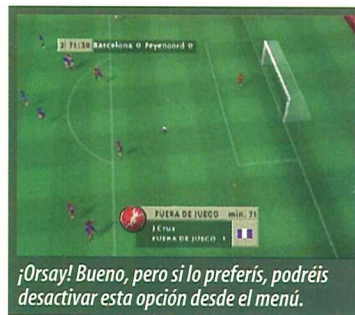 2 71:30 Barcelona 0 Feyenoord 0
FUERA DE JUEGO min. 71
J Cruz
FUERA DE JUEGO 1
¡Orsay! Bueno, pero si lo preferís, podréis
desactivar esta opción desde el menú.